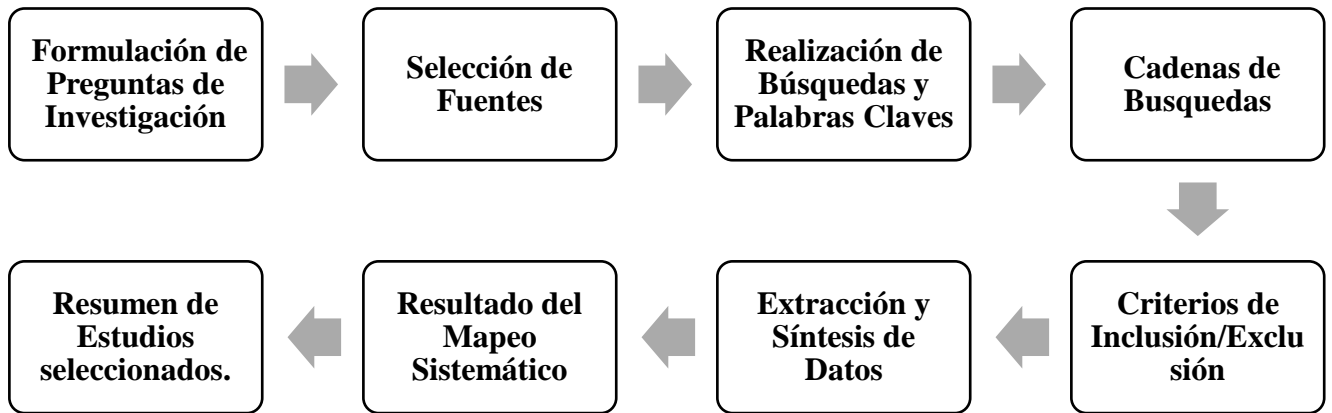 Formulación de
Preguntas de
Investigación
Selección de
Fuentes
Realización de
Búsquedas y
Palabras Claves
Cadenas de
Busquedas
Criterios de
Inclusión/Exclu
sión
Extracción y
Síntesis de
Datos
Resultado del
Mapeo
Sistemático
Resumen de
Estudios
seleccionados.